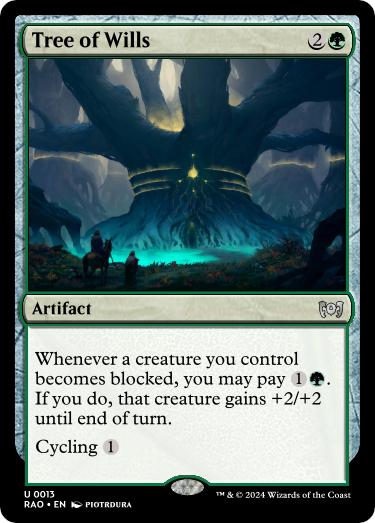 Tree of Wills 2
Artifact
Whenever a creature you control
becomes blocked, you may pay 1.
If you do, that creature gains +2/+2
until end of turn.
Cycling 1
U 0013
RAO • EN PIOTRDURA
™ & © 2024 Wizards of the Coast